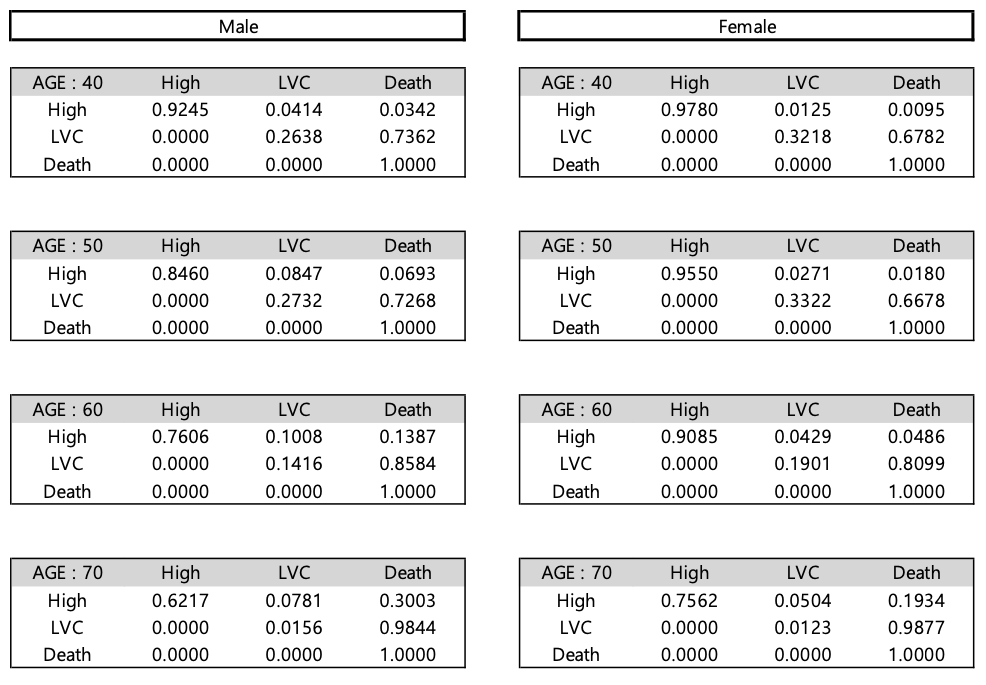 Male
AGE : 40 High LVC Death
High 0.9245 0.0414 0.0342
LVC 0.0000 0.2638 0.7362
Death 0.0000 0.0000 1.0000
AGE : 50 High LVC Death
High 0.8460 0.0847 0.0693
LVC 0.0000 0.2732 0.7268
Death 0.0000 0.0000 1.0000
AGE : 60 High LVC Death
High 0.7606 0.1008 0.1387
LVC 0.0000 0.1416 0.8584
Death 0.0000 0.0000 1.0000
AGE : 70 High LVC Death
High 0.6217 0.0781 0.3003
LVC 0.0000 0.0156 0.9844
Death 0.0000 0.0000 1.0000
Female
AGE : 40 High LVC Death
High 0.9780 0.0125 0.0095
LVC 0.0000 0.3218 0.6782
Death 0.0000 0.0000 1.0000
AGE : 50 High LVC Death
High 0.9550 0.0271 0.0180
LVC 0.0000 0.3322 0.6678
Death 0.0000 0.0000 1.0000
AGE : 60 High LVC Death
High 0.9085 0.0429 0.0486
LVC 0.0000 0.1901 0.8099
Death 0.0000 0.0000 1.0000
AGE : 70 High LVC Death
High 0.7562 0.0504 0.1934
LVC 0.0000 0.0123 0.9877
Death 0.0000 0.0000 1.0000